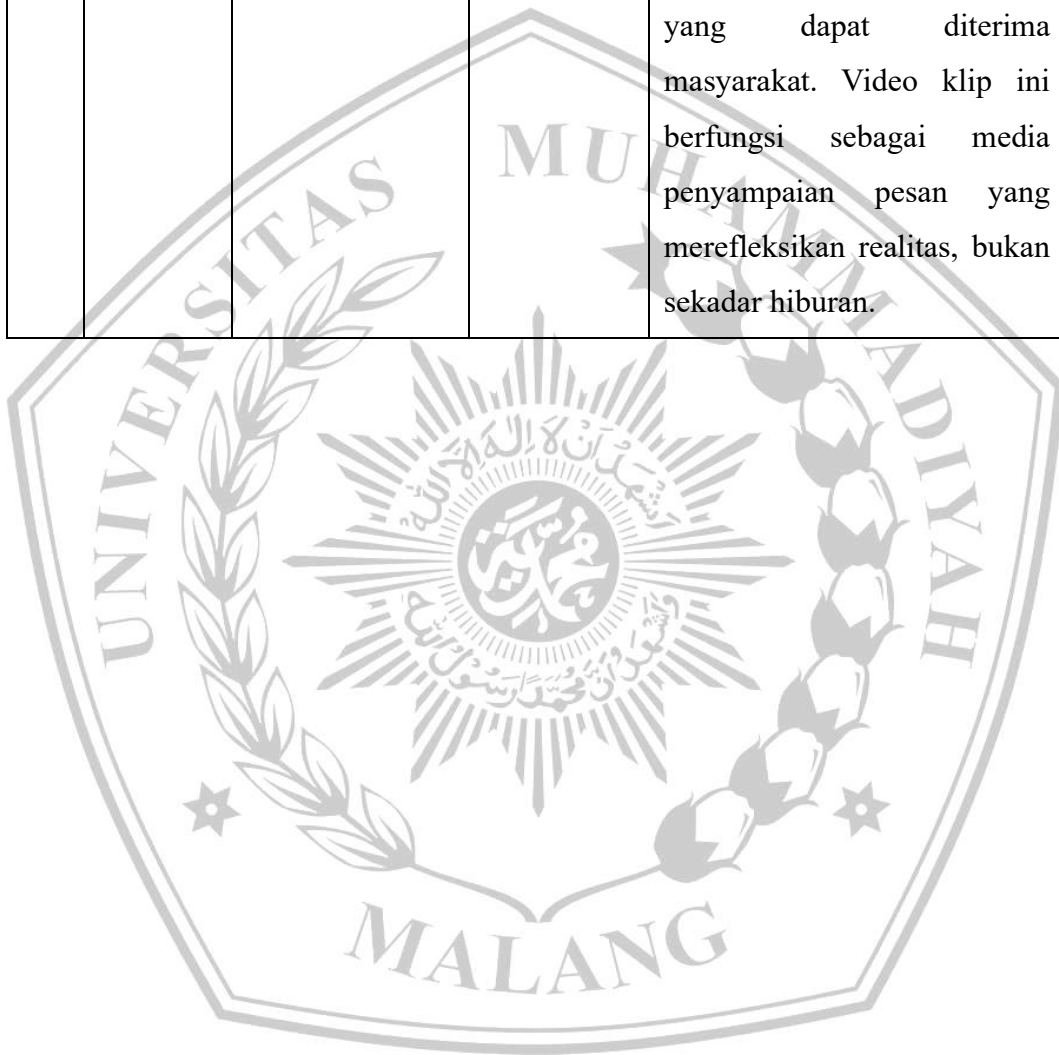 yang dapat diterima
masyarakat. Video klip ini
berfungsi sebagai media
penyampaian pesan yang
merefleksikan realitas, bukan
sekadar hiburan.
UNIVERSITAS MUHAMMADIYAH
MALANG